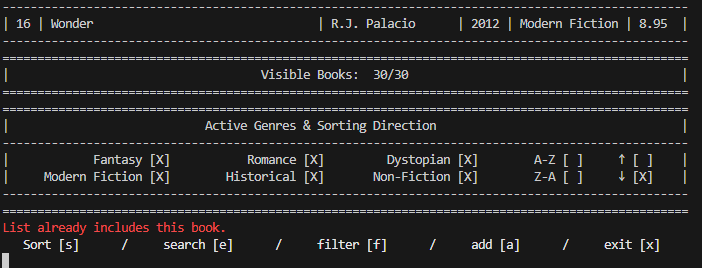 ---------------------------------------------------------------------------------------------------
| 16 | Wonder | R.J. Palacio | 2012 | Modern Fiction | 8.95 |
---------------------------------------------------------------------------------------------------
===================================================================================================
| Visible Books: 30/30 |
===================================================================================================
===================================================================================================
| Active Genres & Sorting Direction |
---------------------------------------------------------------------------------------------------
| Fantasy [X] Romance [X] Dystopian [X] A-Z [ ] ↑ [ ] |
| Modern Fiction [X] Historical [X] Non-Fiction [X] Z-A [ ] ↓ [X] |
---------------------------------------------------------------------------------------------------
===================================================================================================
List already includes this book.
Sort [s] / search [e] / filter [f] / add [a] / exit [x]